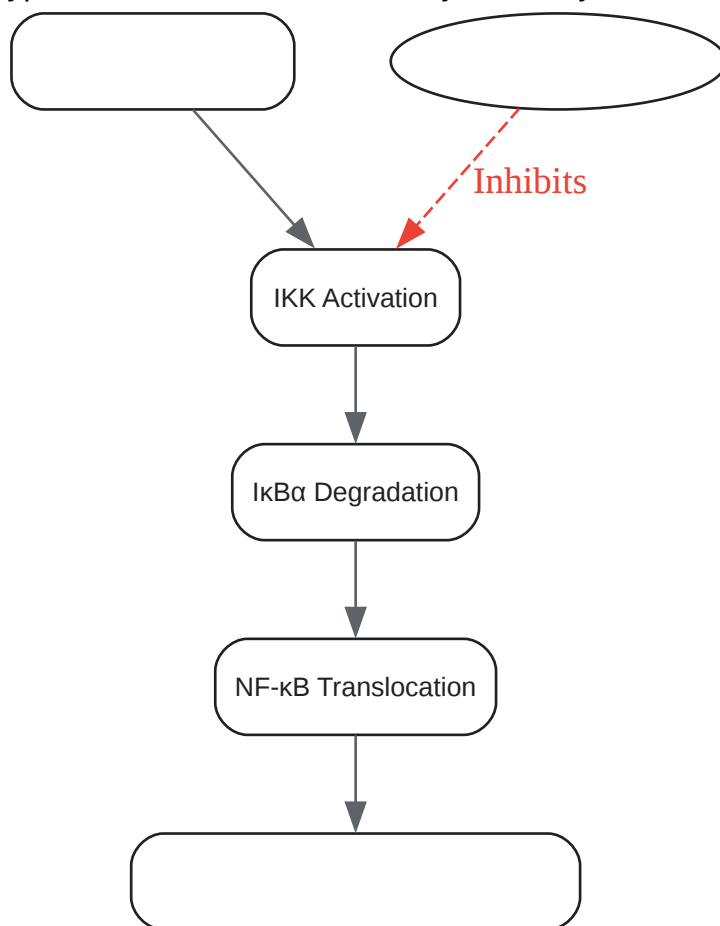 Inhibits
IKK Activation
IκBα Degradation
NF-κB Translocation